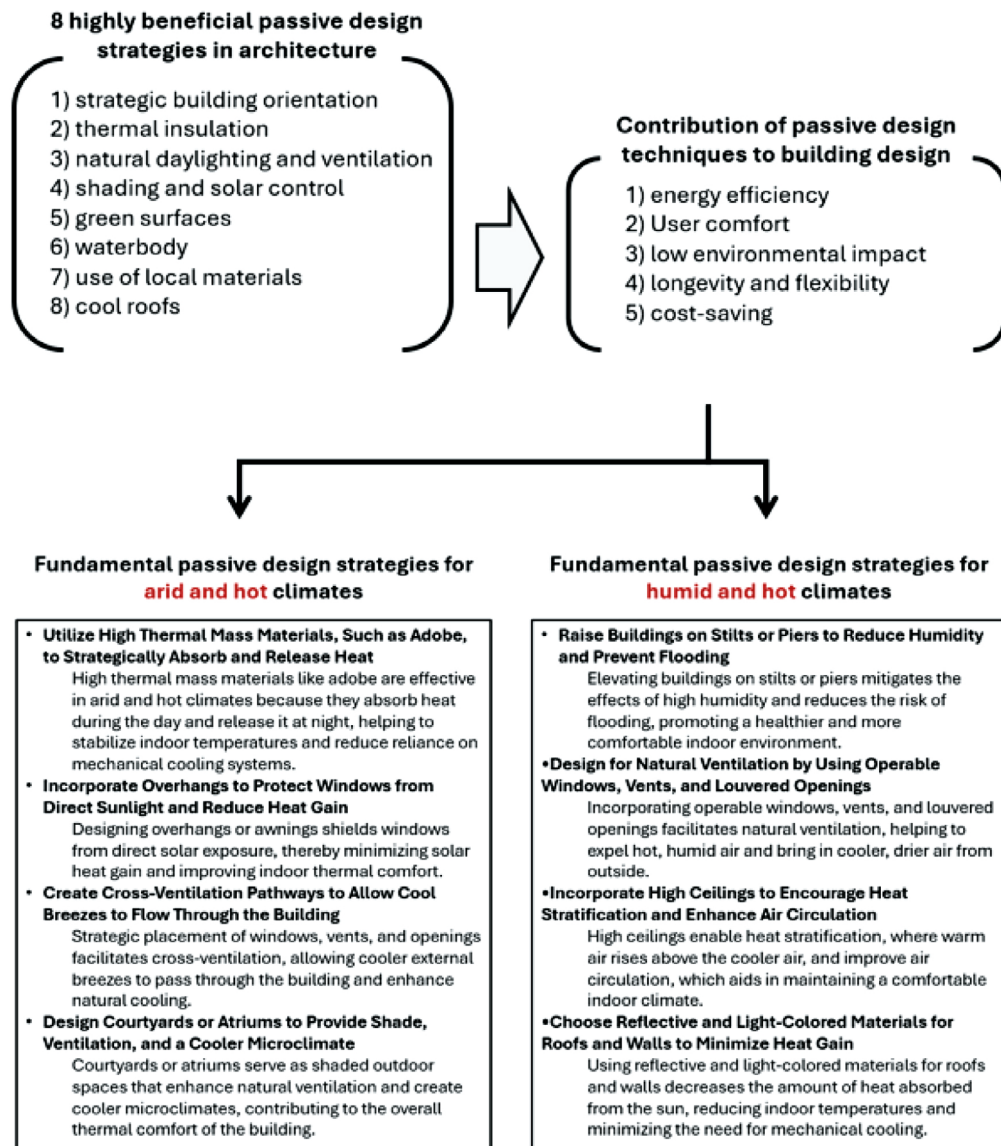 8 highly beneficial passive design
strategies in architecture
1) strategic building orientation
2) thermal insulation
3) natural daylighting and ventilation
4) shading and solar control
5) green surfaces
6) waterbody
7) use of local materials
8) cool roofs
Contribution of passive design
techniques to building design
1) energy efficiency
2) User comfort
3) low environmental impact
4) longevity and flexibility
5) cost-saving
Fundamental passive design strategies for
arid and hot climates
• Utilize High Thermal Mass Materials, Such as Adobe,
to Strategically Absorb and Release Heat
High thermal mass materials like adobe are effective
in arid and hot climates because they absorb heat
during the day and release it at night, helping to
stabilize indoor temperatures and reduce reliance on
mechanical cooling systems.
• Incorporate Overhangs to Protect Windows from
Direct Sunlight and Reduce Heat Gain
Designing overhangs or awnings shields windows
from direct solar exposure, thereby minimizing solar
heat gain and improving indoor thermal comfort.
• Create Cross-Ventilation Pathways to Allow Cool
Breezes to Flow Through the Building
Strategic placement of windows, vents, and openings
facilitates cross-ventilation, allowing cooler external
breezes to pass through the building and enhance
natural cooling.
• Design Courtyards or Atriums to Provide Shade,
Ventilation, and a Cooler Microclimate
Courtyards or atriums serve as shaded outdoor
spaces that enhance natural ventilation and create
cooler microclimates, contributing to the overall
thermal comfort of the building.
Fundamental passive design strategies for
humid and hot climates
• Raise Buildings on Stilts or Piers to Reduce Humidity
and Prevent Flooding
Elevating buildings on stilts or piers mitigates the
effects of high humidity and reduces the risk of
flooding, promoting a healthier and more
comfortable indoor environment.
•Design for Natural Ventilation by Using Operable
Windows, Vents, and Louvered Openings
Incorporating operable windows, vents, and louvered
openings facilitates natural ventilation, helping to
expel hot, humid air and bring in cooler, drier air from
outside.
•Incorporate High Ceilings to Encourage Heat
Stratification and Enhance Air Circulation
High ceilings enable heat stratification, where warm
air rises above the cooler air, and improve air
circulation, which aids in maintaining a comfortable
indoor climate.
•Choose Reflective and Light-Colored Materials for
Roofs and Walls to Minimize Heat Gain
Using reflective and light-colored materials for roofs
and walls decreases the amount of heat absorbed
from the sun, reducing indoor temperatures and
minimizing the need for mechanical cooling.